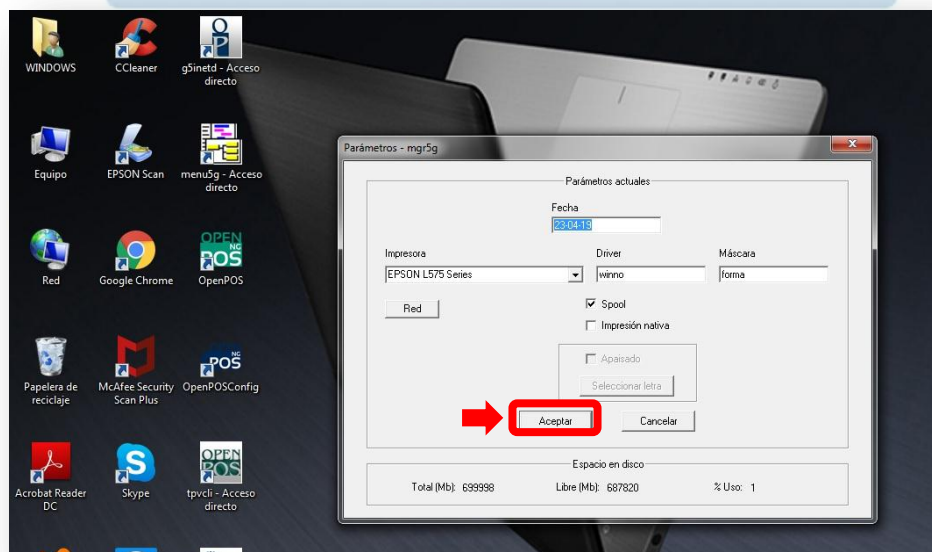 WINDOWS
CCleaner
g5inetd - Acceso
directo
Equipo
EPSON Scan
menu5g - Acceso
directo
OPEN
NG
POS
Red
Google Chrome
OpenPOS
NG
POS
Papelera de
reciclaje
McAfee Security
Scan Plus
OpenPOSConfig
OPEN
POS
Acrobat Reader
DC
Skype
tpvcli - Acceso
directo
Parámetros - mgr5g
Parámetros actuales
Fecha
23-04-19
Impresora
Driver
Máscara
EPSON L575 Series
winno
forma
Red
Spool
Impresión nativa
Apaisado
Seleccionar letra
Aceptar
Cancelar
Espacio en disco
Total (Mb): 699998
Libre (Mb): 687820
% Uso: 1